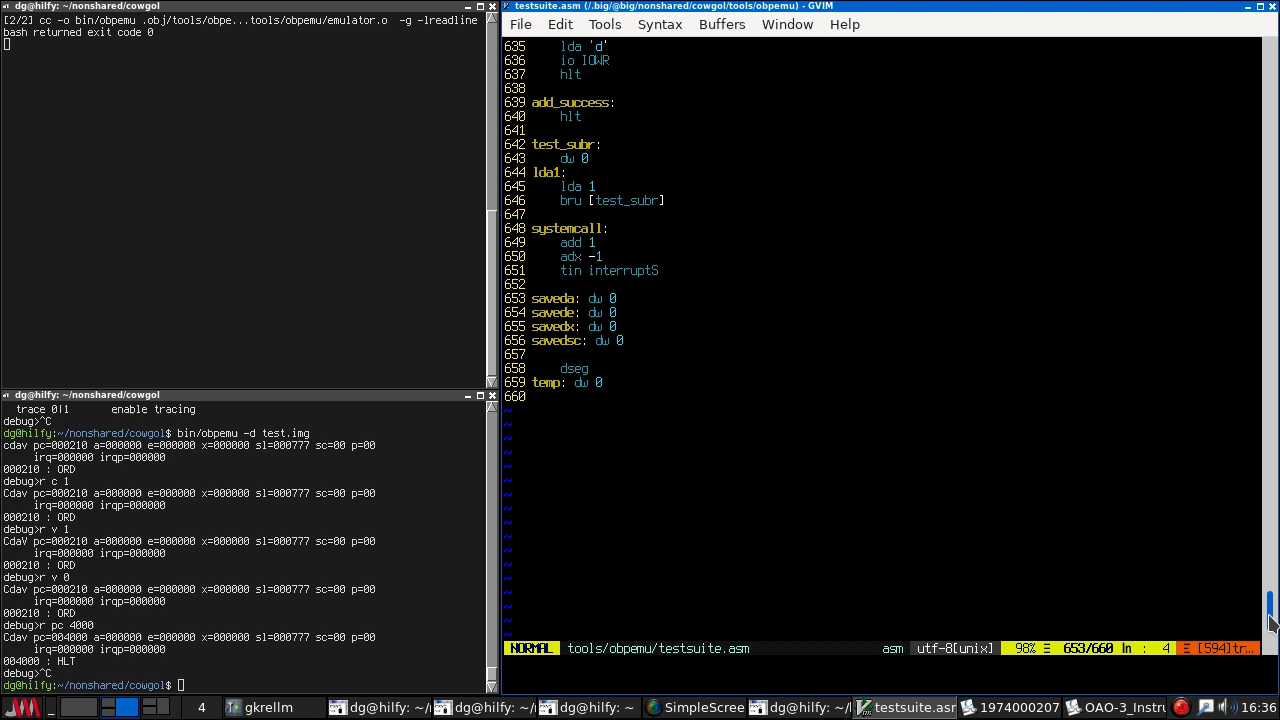 dg@hilfy: ~/nonshared/cowgol
[2/2] cc -o bin/obpemu .obj/tools/obpem...tools/obpemu/emulator.o  -g -lreadline
bash returned exit code 0
dg@hilfy: ~/nonshared/cowgol
trace 0|1      enable tracing
debug>^C
dg@hilfy:~/nonshared/cowgol$ bin/obpemu -d test.img
cdav pc=000210 a=000000 e=000000 x=000000 sl=000777 sc=00 p=00
irq=000000 irqp=000000
000210 : ORD
debug>r c 1
Cdav pc=000210 a=000000 e=000000 x=000000 sl=000777 sc=00 p=00
irq=000000 irqp=000000
000210 : ORD
debug>r v 1
CdaV pc=000210 a=000000 e=000000 x=000000 sl=000777 sc=00 p=00
irq=000000 irqp=000000
000210 : ORD
debug>r v 0
Cdav pc=000210 a=000000 e=000000 x=000000 sl=000777 sc=00 p=00
irq=000000 irqp=000000
000210 : ORD
debug>r pc 4000
Cdav pc=004000 a=000000 e=000000 x=000000 sl=000777 sc=00 p=00
irq=000000 irqp=000000
004000 : HLT
debug>^C
dg@hilfy:~/nonshared/cowgol$
testsuite.asm (/.big/@big/nonshared/cowgol/tools/obpemu) - GVIM
File Edit Tools Syntax Buffers Window Help
635     lda 'd'
636     io IOWR
637     hlt
638
639 add_success:
640     hlt
641
642 test_subr:
643     dw 0
644 lda1:
645     lda 1
646     bru [test_subr]
647
648 systemcall:
649     add 1
650     adx -1
651     tin interruptS
652
653 saveda: dw 0
654 savede: dw 0
655 savedx: dw 0
656 savedsc: dw 0
657
658     dseg
659 temp: dw 0
660
NORMAL tools/obpemu/testsuite.asm asm utf-8[unix] 98% ☰ 653/660 ln : 4 Ξ [594]tr…
4 gkrellm dg@hilfy: ~/ dg@hilfy: ~/ dg@hilfy: ~ SimpleScree dg@hilfy: ~/ testsuite.asm 1974000207 OAO-3_Instru 16:36